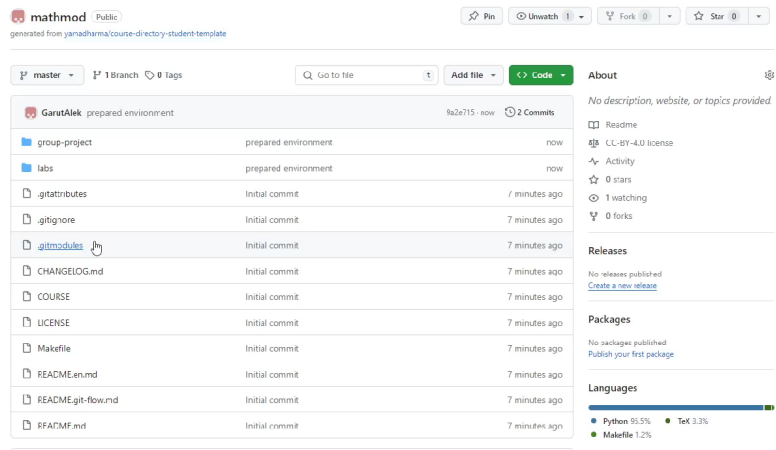 mathmod Public
Pin Unwatch 1 Fork 0 Star 0
generated from yamadharma/course-directory-student-template
master 1 Branch 0 Tags Go to file t Add file <> Code
GarutAlek prepared environment 9a2e715 · now 2 Commits
group-project prepared environment now
labs prepared environment now
.gitattributes Initial commit 7 minutes ago
.gitignore Initial commit 7 minutes ago
.gitmodules Initial commit 7 minutes ago
CHANGELOG.md Initial commit 7 minutes ago
COURSE Initial commit 7 minutes ago
LICENSE Initial commit 7 minutes ago
Makefile Initial commit 7 minutes ago
README.en.md Initial commit 7 minutes ago
README.git-flow.md Initial commit 7 minutes ago
README.md Initial commit 7 minutes ago
About
No description, website, or topics provided.
Readme
CC-BY-4.0 license
Activity
0 stars
1 watching
0 forks
Releases
No releases published
Create a new release
Packages
No packages published
Publish your first package
Languages
Python 95.5% TeX 3.3%
Makefile 1.2%